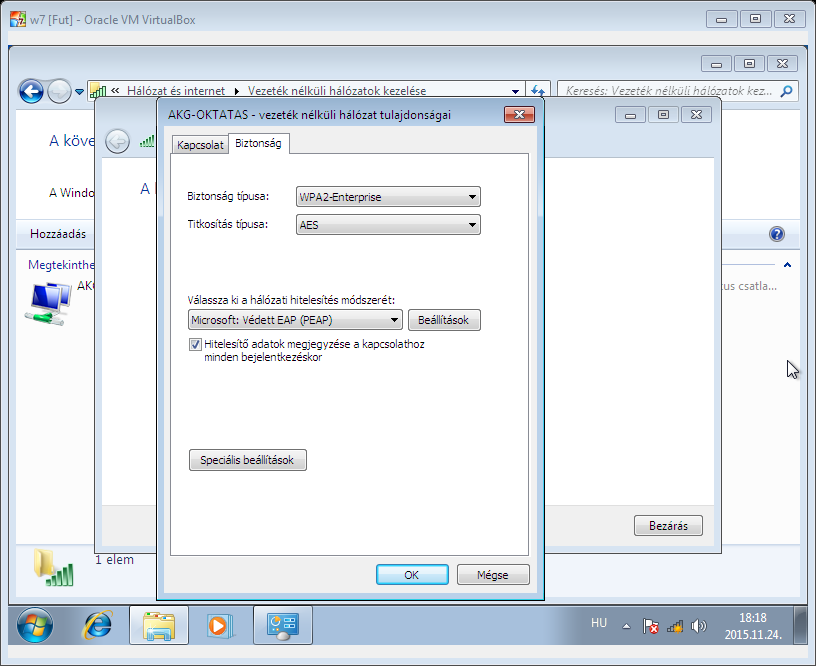 w7 [Fut] - Oracle VM VirtualBox
« Hálózat és internet Vezeték nélküli hálózatok kezelése
Keresés: Vezeték nélküli hálózatok kez...
AKG-OKTATAS - vezeték nélküli hálózat tulajdonságai
Kapcsolat
Biztonság
A köve
A Windo
A
Biztonság típusa:
WPA2-Enterprise
Titkosítás típusa:
AES
Hozzáadás
Megtekinthe
AK
us csatla...
Válassza ki a hálózati hitelesítés módszerét:
Microsoft: Védett EAP (PEAP)
Beállítások
Hitelesítő adatok megjegyzése a kapcsolathoz
minden bejelentkezéskor
Speciális beállítások
Bezárás
1 elem
OK
Mégse
HU
18:18
2015.11.24.